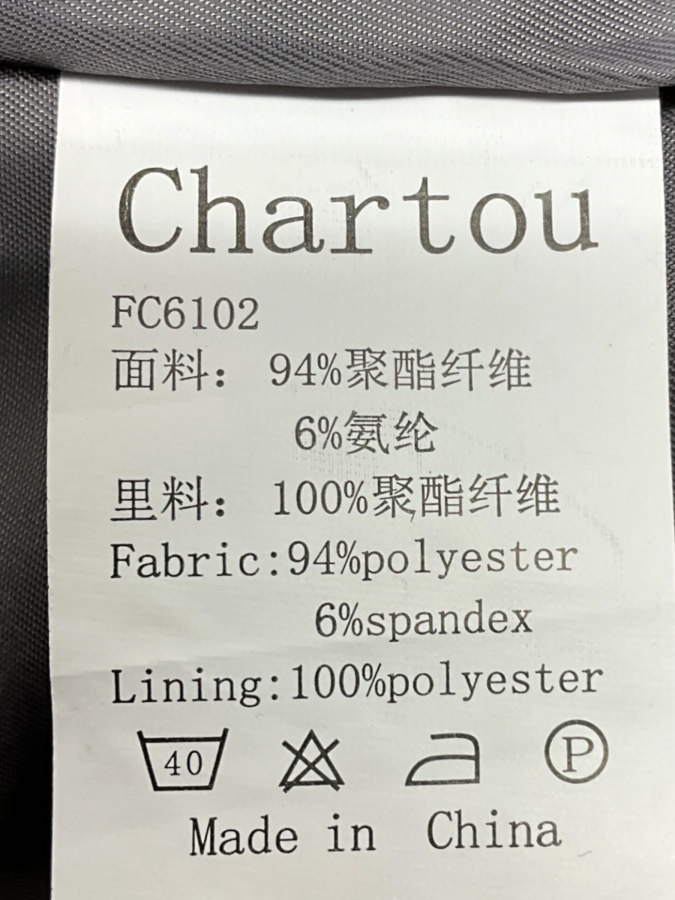 Chartou
FC6102
面料： 94%聚酯纤维
6%氨纶
里料： 100%聚酯纤维
Fabric:94%polyester
6%spandex
Lining:100%polyester
40 P
Made in China